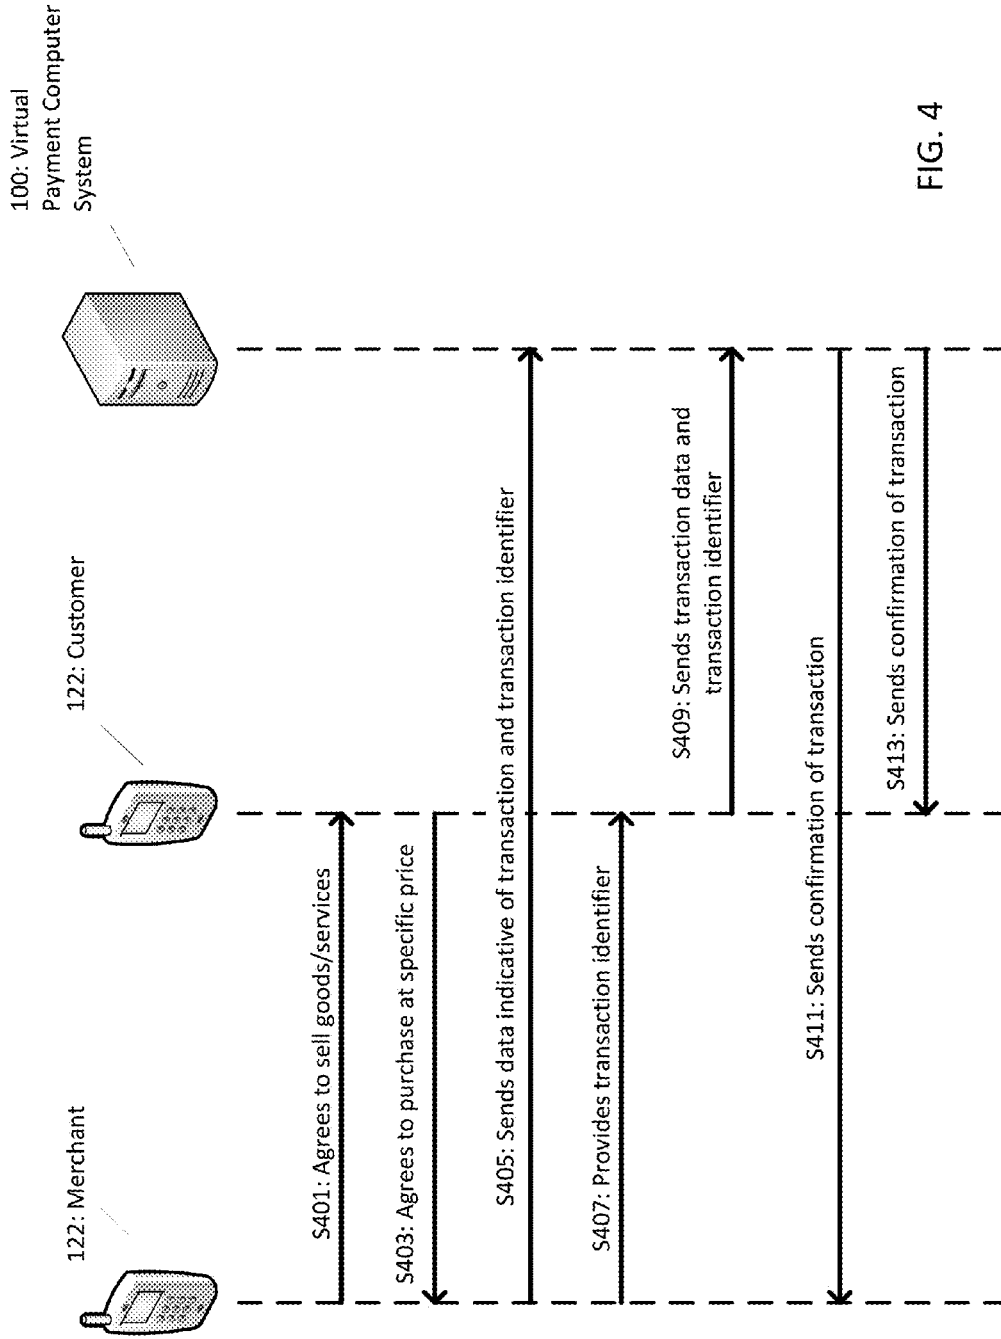 122: Merchant
122: Customer
100: Virtual
Payment Computer
System
S401: Agrees to sell goods/services
S403: Agrees to purchase at specific price
S405: Sends data indicative of transaction and transaction identifier
S407: Provides transaction identifier
S409: Sends transaction data and
transaction identifier
S411: Sends confirmation of transaction
S413: Sends confirmation of transaction
FIG. 4